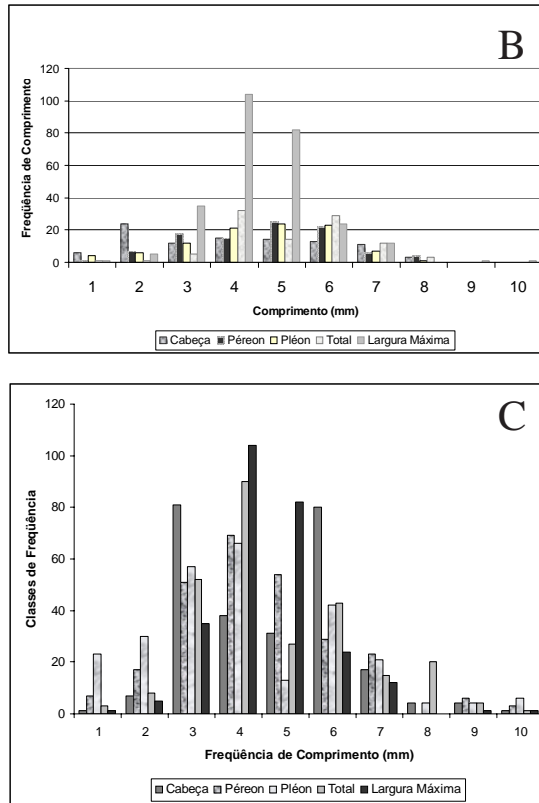 B
Freqüência de Comprimento
120
100
80
60
40
20
0
1 2 3 4 5 6 7 8 9 10
Comprimento (mm)
Cabeça Péreon Pléon Total Largura Máxima
C
Classes de Freqüência
120
100
80
60
40
20
0
1 2 3 4 5 6 7 8 9 10
Freqüência de Comprimento (mm)
Cabeça Péreon Pléon Total Largura Máxima